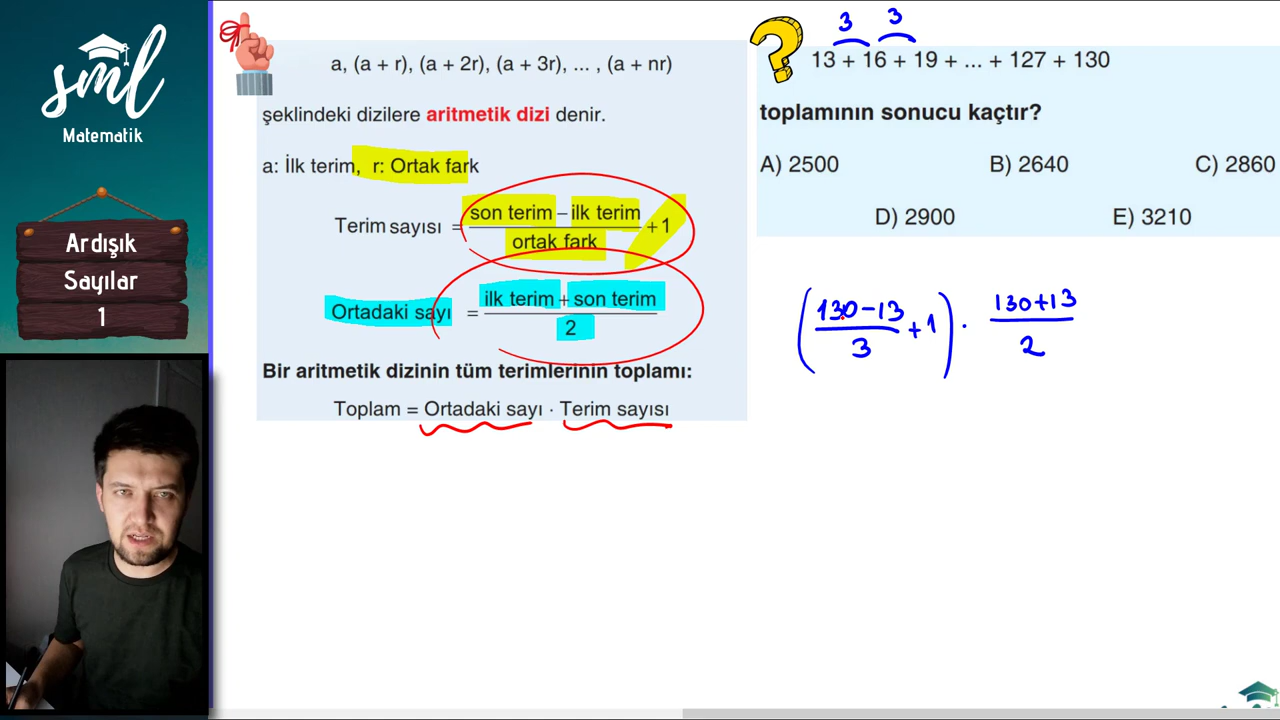 sml
Matematik
Ardışık
Sayılar
1
a, (a + r), (a + 2r), (a + 3r), ... , (a + nr)
şeklindeki dizilere aritmetik dizi denir.
a: İlk terim, r: Ortak fark
Terim sayısı = son terim – ilk terim / ortak fark + 1
Ortadaki sayı = ilk terim + son terim / 2
Bir aritmetik dizinin tüm terimlerinin toplamı:
Toplam = Ortadaki sayı · Terim sayısı
?
3 3
13 + 16 + 19 + ... + 127 + 130
toplamının sonucu kaçtır?
A) 2500 B) 2640 C) 2860
D) 2900 E) 3210
(130-13 / 3 + 1) · 130+13 / 2